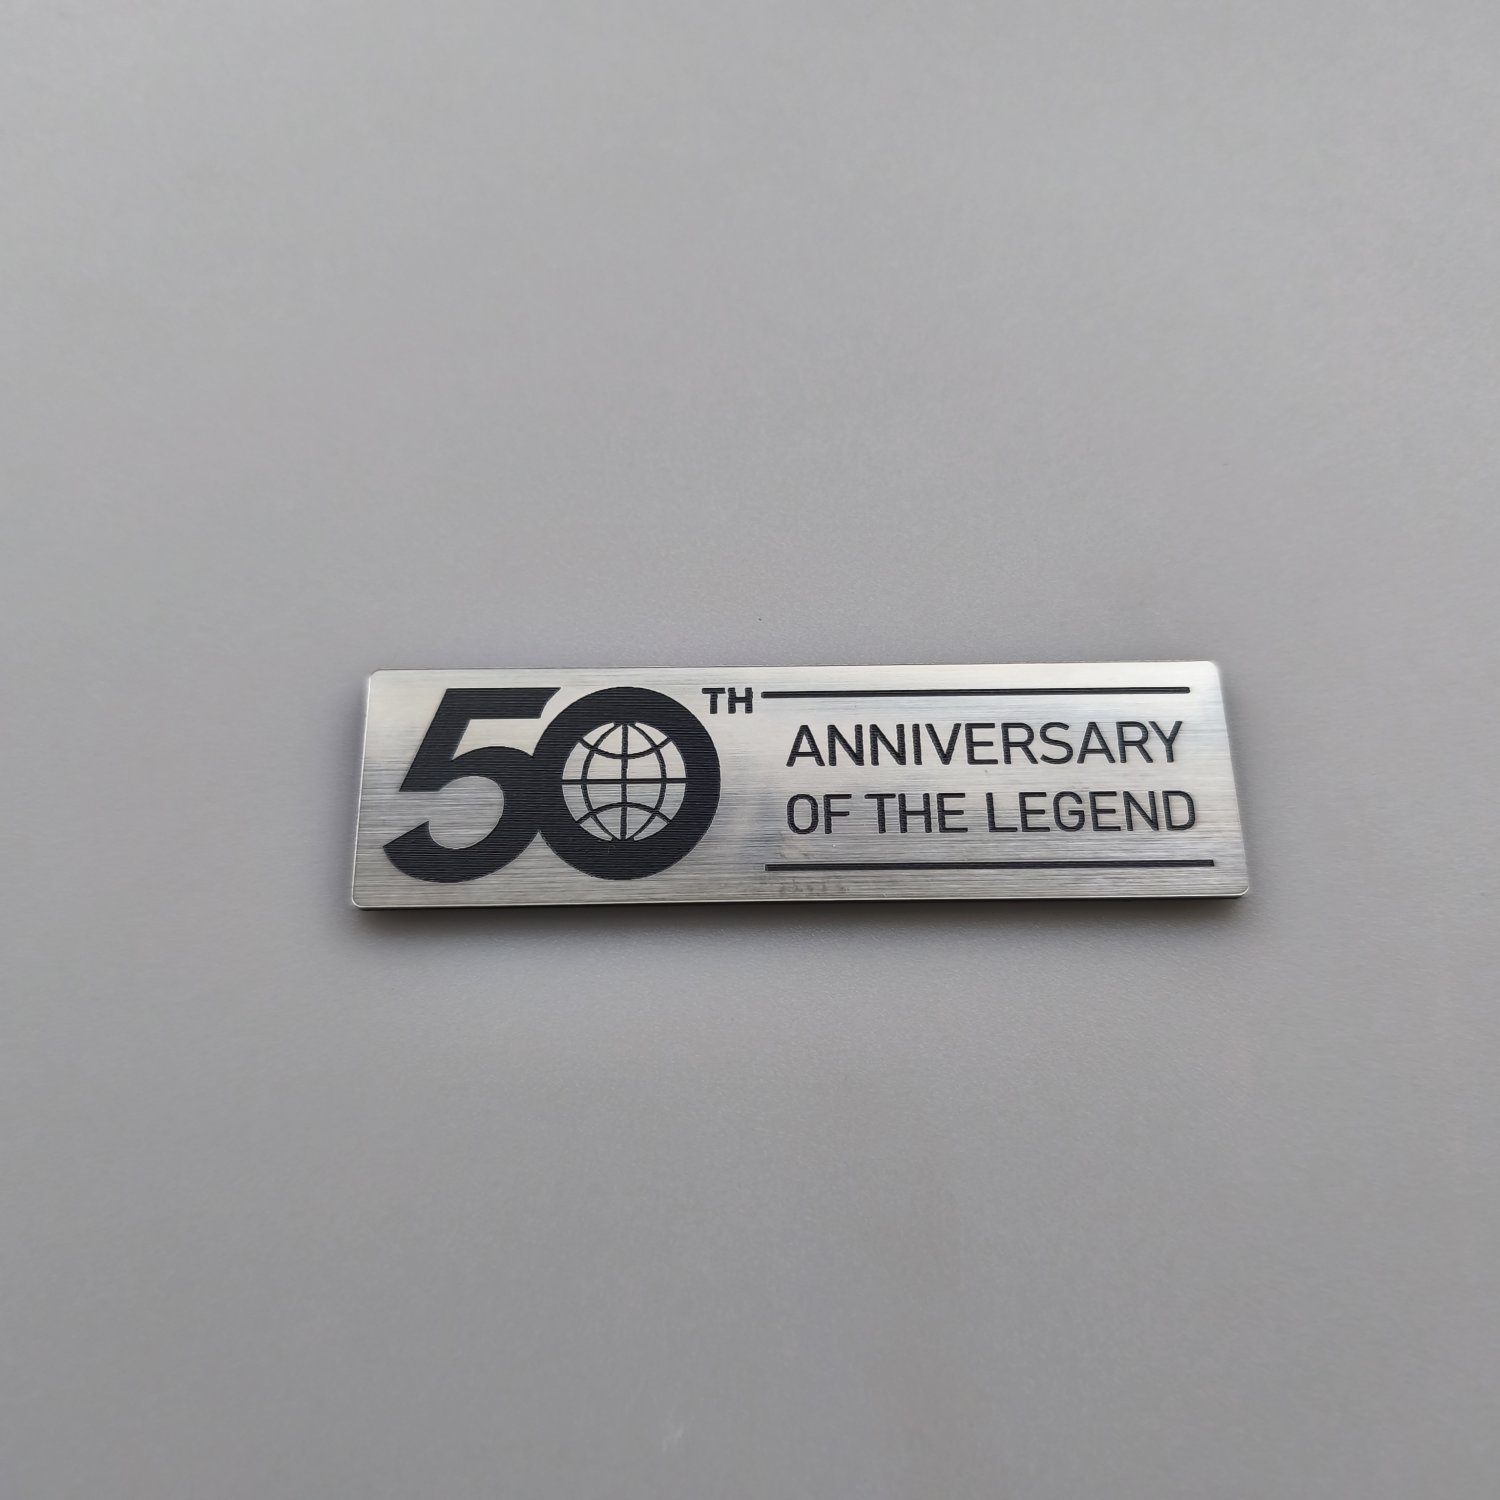 50TH
ANNIVERSARY
OF THE LEGEND